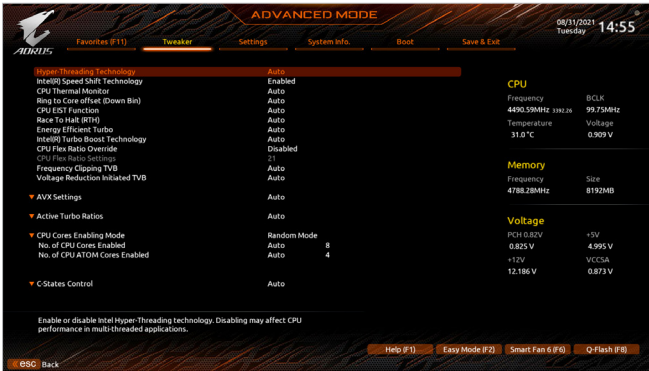 ADVANCED MODE
08/31/2021 Tuesday 14:55
AORUS
Favorites (F11) Tweaker Settings System Info. Boot Save & Exit
Hyper-Threading Technology Auto
Intel(R) Speed Shift Technology Enabled
CPU Thermal Monitor Auto
Ring to Core offset (Down Bin) Auto
CPU EIST Function Auto
Race To Halt (RTH) Auto
Energy Efficient Turbo Auto
Intel(R) Turbo Boost Technology Auto
CPU Flex Ratio Override Disabled
CPU Flex Ratio Settings 21
Frequency Clipping TVB Auto
Voltage Reduction Initiated TVB Auto
AVX Settings Auto
Active Turbo Ratios Auto
CPU Cores Enabling Mode Random Mode
No. of CPU Cores Enabled Auto 8
No. of CPU ATOM Cores Enabled Auto 4
C-States Control Auto
CPU
Frequency BCLK
4490.59MHz 3392.26 99.75MHz
Temperature Voltage
31.0°C 0.909 V
Memory
Frequency Size
4788.28MHz 8192MB
Voltage
PCH 0.82V +5V
0.825 V 4.995 V
+12V VCCSA
12.186 V 0.873 V
Enable or disable Intel Hyper-Threading technology. Disabling may affect CPU
performance in multi-threaded applications.
Help (F1) Easy Mode (F2) Smart Fan 6 (F6) Q-Flash (F8)
esc Back